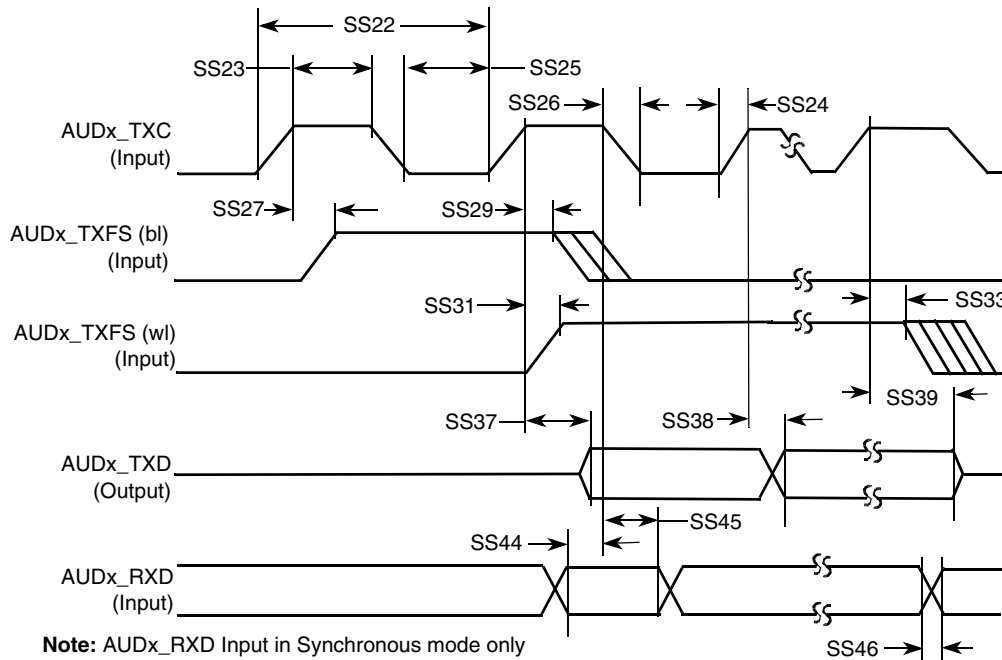 SS22
SS23
SS25
SS26
SS24
AUDx_TXC
(Input)
SS27
SS29
AUDx_TXFS (bl)
(Input)
SS31
SS33
AUDx_TXFS (wl)
(Input)
SS39
SS37
SS38
AUDx_TXD
(Output)
SS45
SS44
AUDx_RXD
(Input)
Note: AUDx_RXD Input in Synchronous mode only
SS46